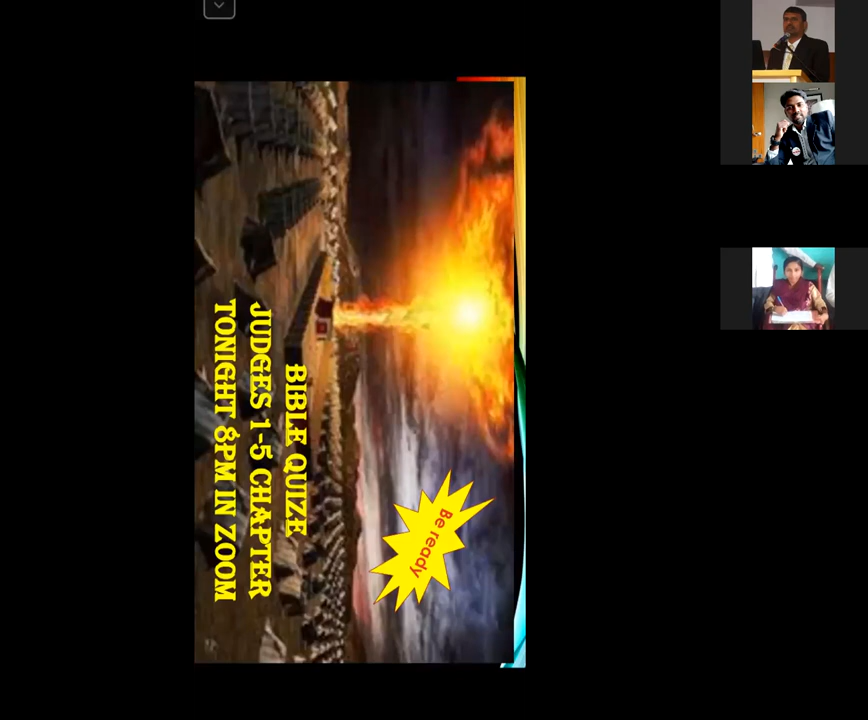 BIBLE QUIZE
JUDGES 1-5 CHAPTER
TONIGHT 8PM IN ZOOM
Be ready